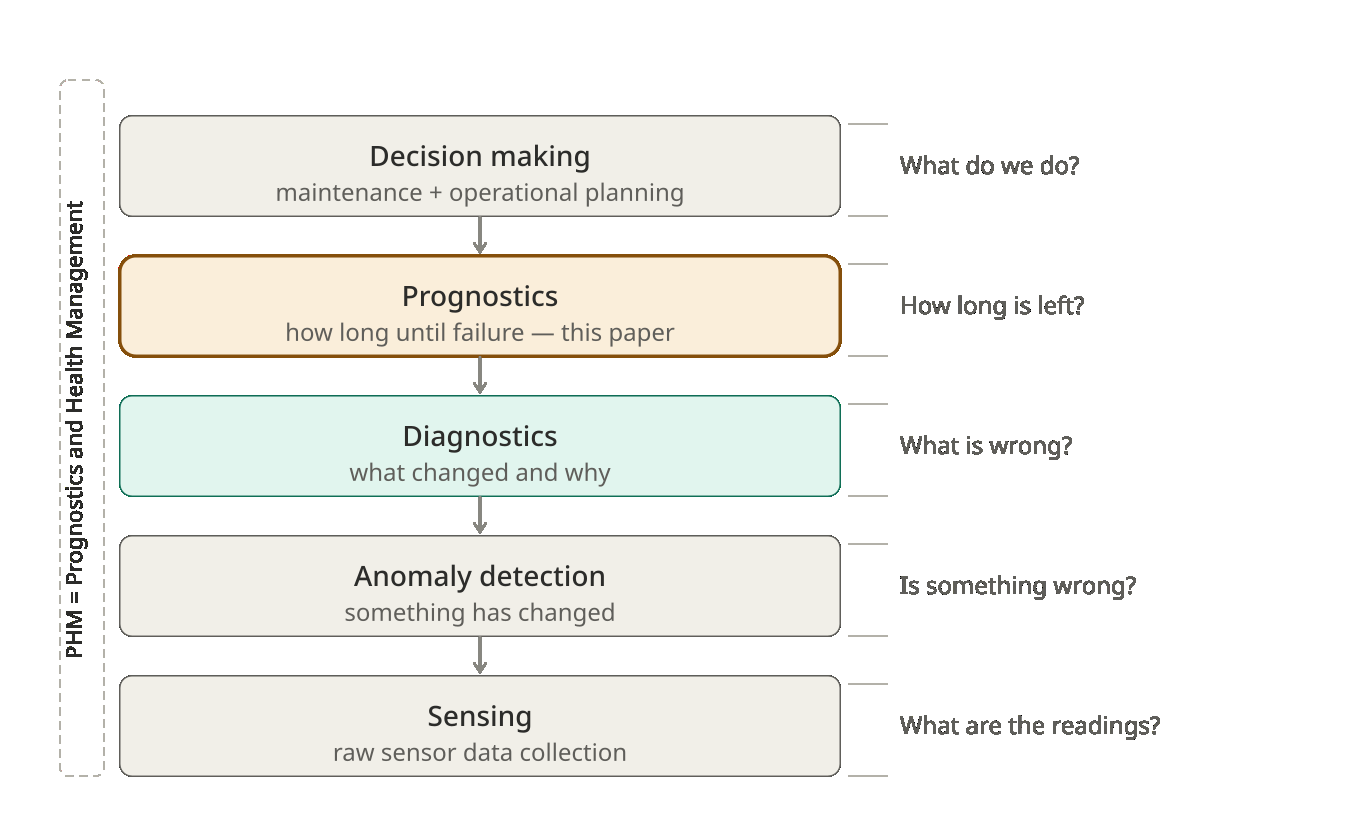 PHM = Prognostics and Health Management
Decision making
maintenance + operational planning
What do we do?
Prognostics
how long until failure — this paper
How long is left?
Diagnostics
what changed and why
What is wrong?
Anomaly detection
something has changed
Is something wrong?
Sensing
raw sensor data collection
What are the readings?